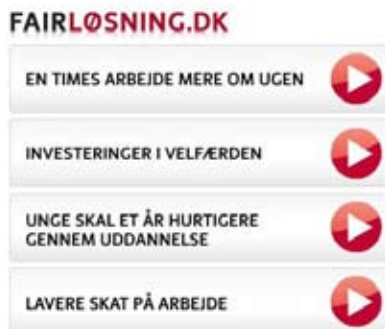 FAIRLØSNING.DK
EN TIMES ARBEJDE MERE OM UGEN
INVESTERINGER I VELFÆRDEN
UNGE SKAL ET ÅR HURTIGERE
GENNEM UDDANNELSE
LAVERE SKAT PÅ ARBEJDE